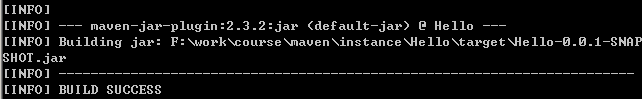 [INFO]
[INFO] --- maven-jar-plugin:2.3.2:jar (default-jar) @ Hello ---
[INFO] Building jar: F:\work\course\maven\instance\Hello\target\Hello-0.0.1-SNAP
SHOT.jar
[INFO] ------------------------------------------------------------------------
[INFO] BUILD SUCCESS